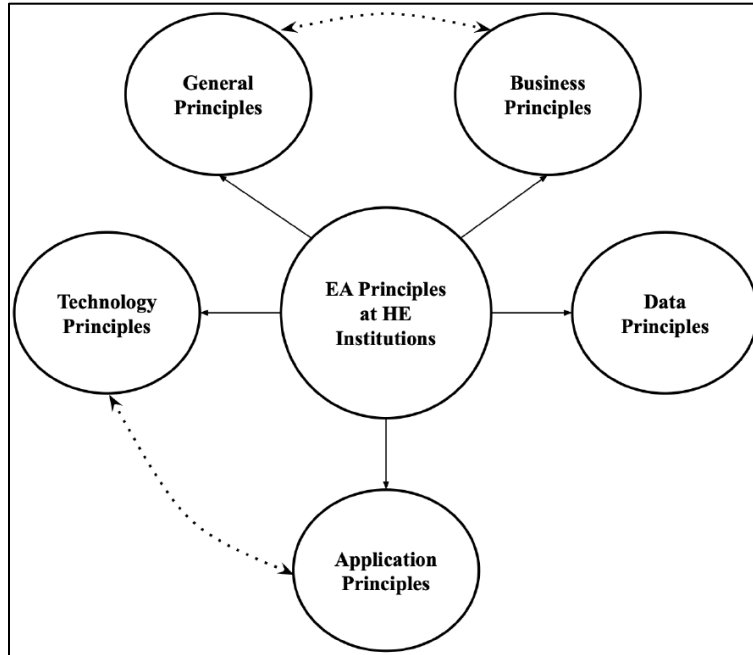 General
Principles
Business
Principles
EA Principles
at HE
Institutions
Technology
Principles
Data
Principles
Application
Principles